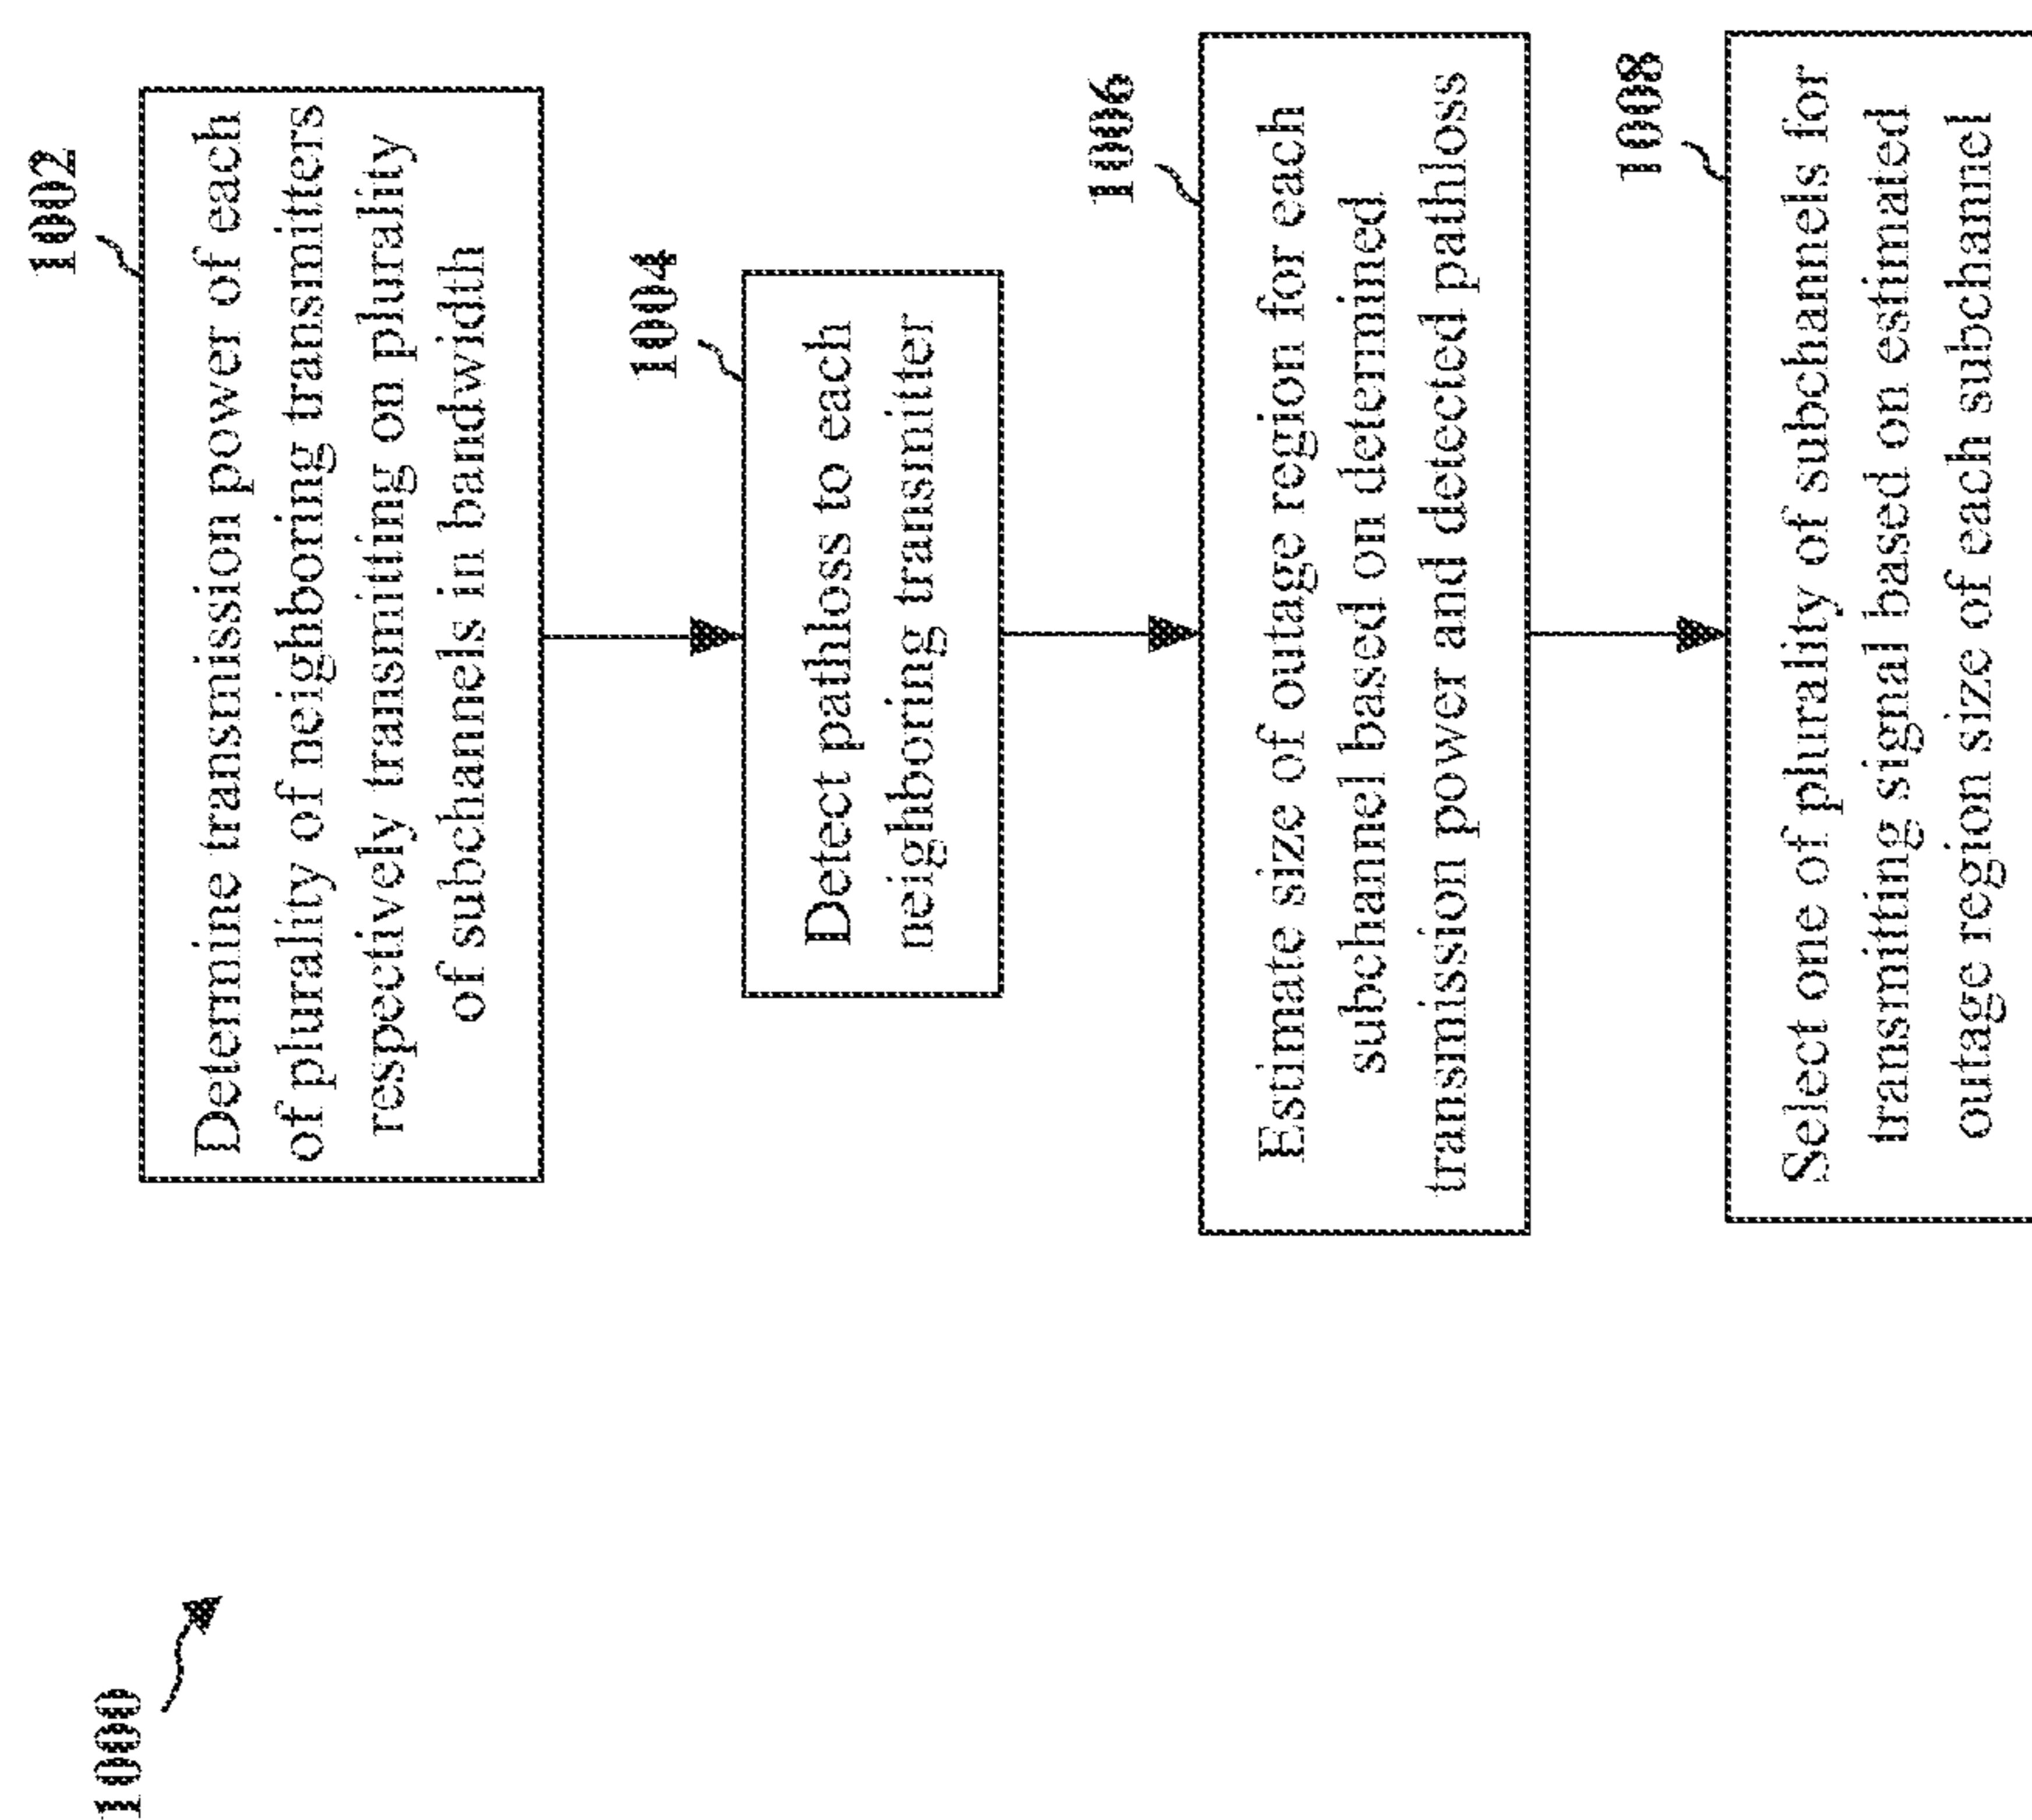 1000
1002
Determine transmission power of each
of plurality of neighboring transmitters
respectively transmitting on plurality
of subchannels in bandwidth
1004
Detect pathloss to each
neighboring transmitter
1006
Estimate size of outage region for each
subchannel based on determined
transmission power and detected pathloss
1008
Select one of plurality of subchannels for
transmitting signal based on estimated
outage region size of each subchannel